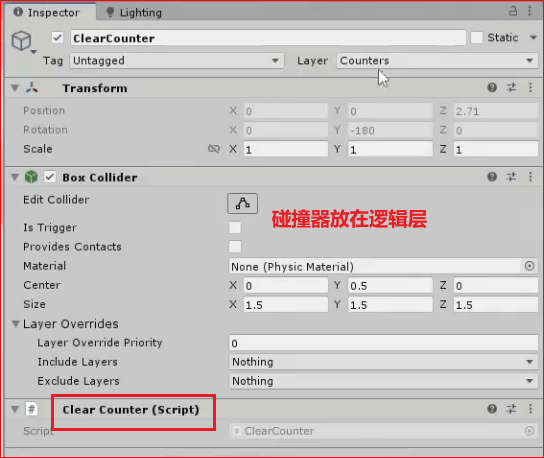 Inspector Lighting
ClearCounter Static
Tag Untagged Layer Counters
Transform
Position X 0 Y 0 Z 2.71
Rotation X 0 Y -180 Z 0
Scale X 1 Y 1 Z 1
Box Collider
Edit Collider
碰撞器放在逻辑层
Is Trigger
Provides Contacts
Material None (Physic Material)
Center X 0 Y 0.5 Z 0
Size X 1.5 Y 1.5 Z 1.5
Layer Overrides
Layer Override Priority 0
Include Layers Nothing
Exclude Layers Nothing
# Clear Counter (Script)
Script # ClearCounter